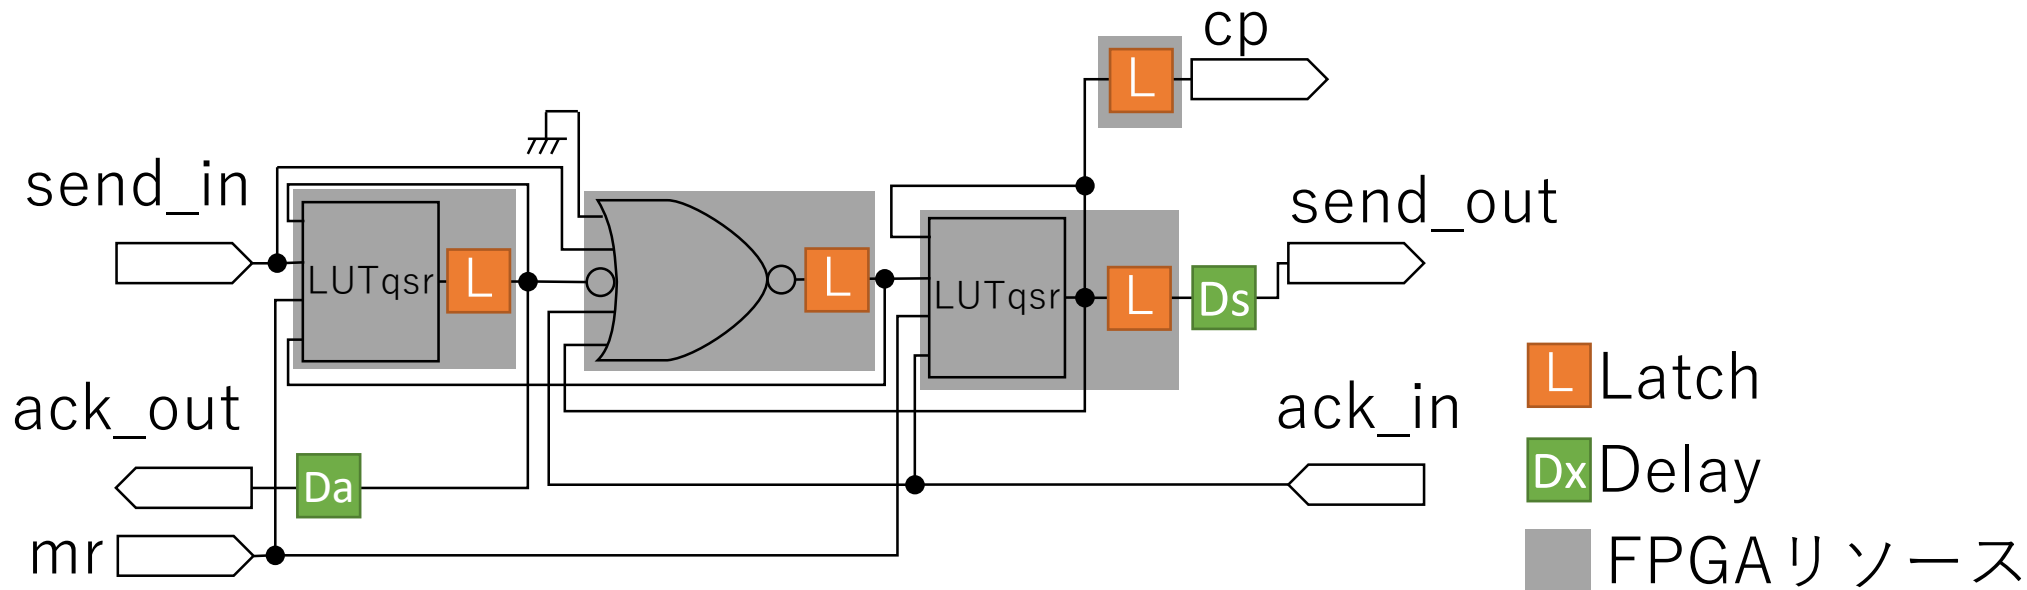 cp
L
send_in
send_out
LUTqsr
L
L
LUTqsr
L
Ds
L Latch
ack_out
ack_in
Da
Dx Delay
mr
FPGAリソース